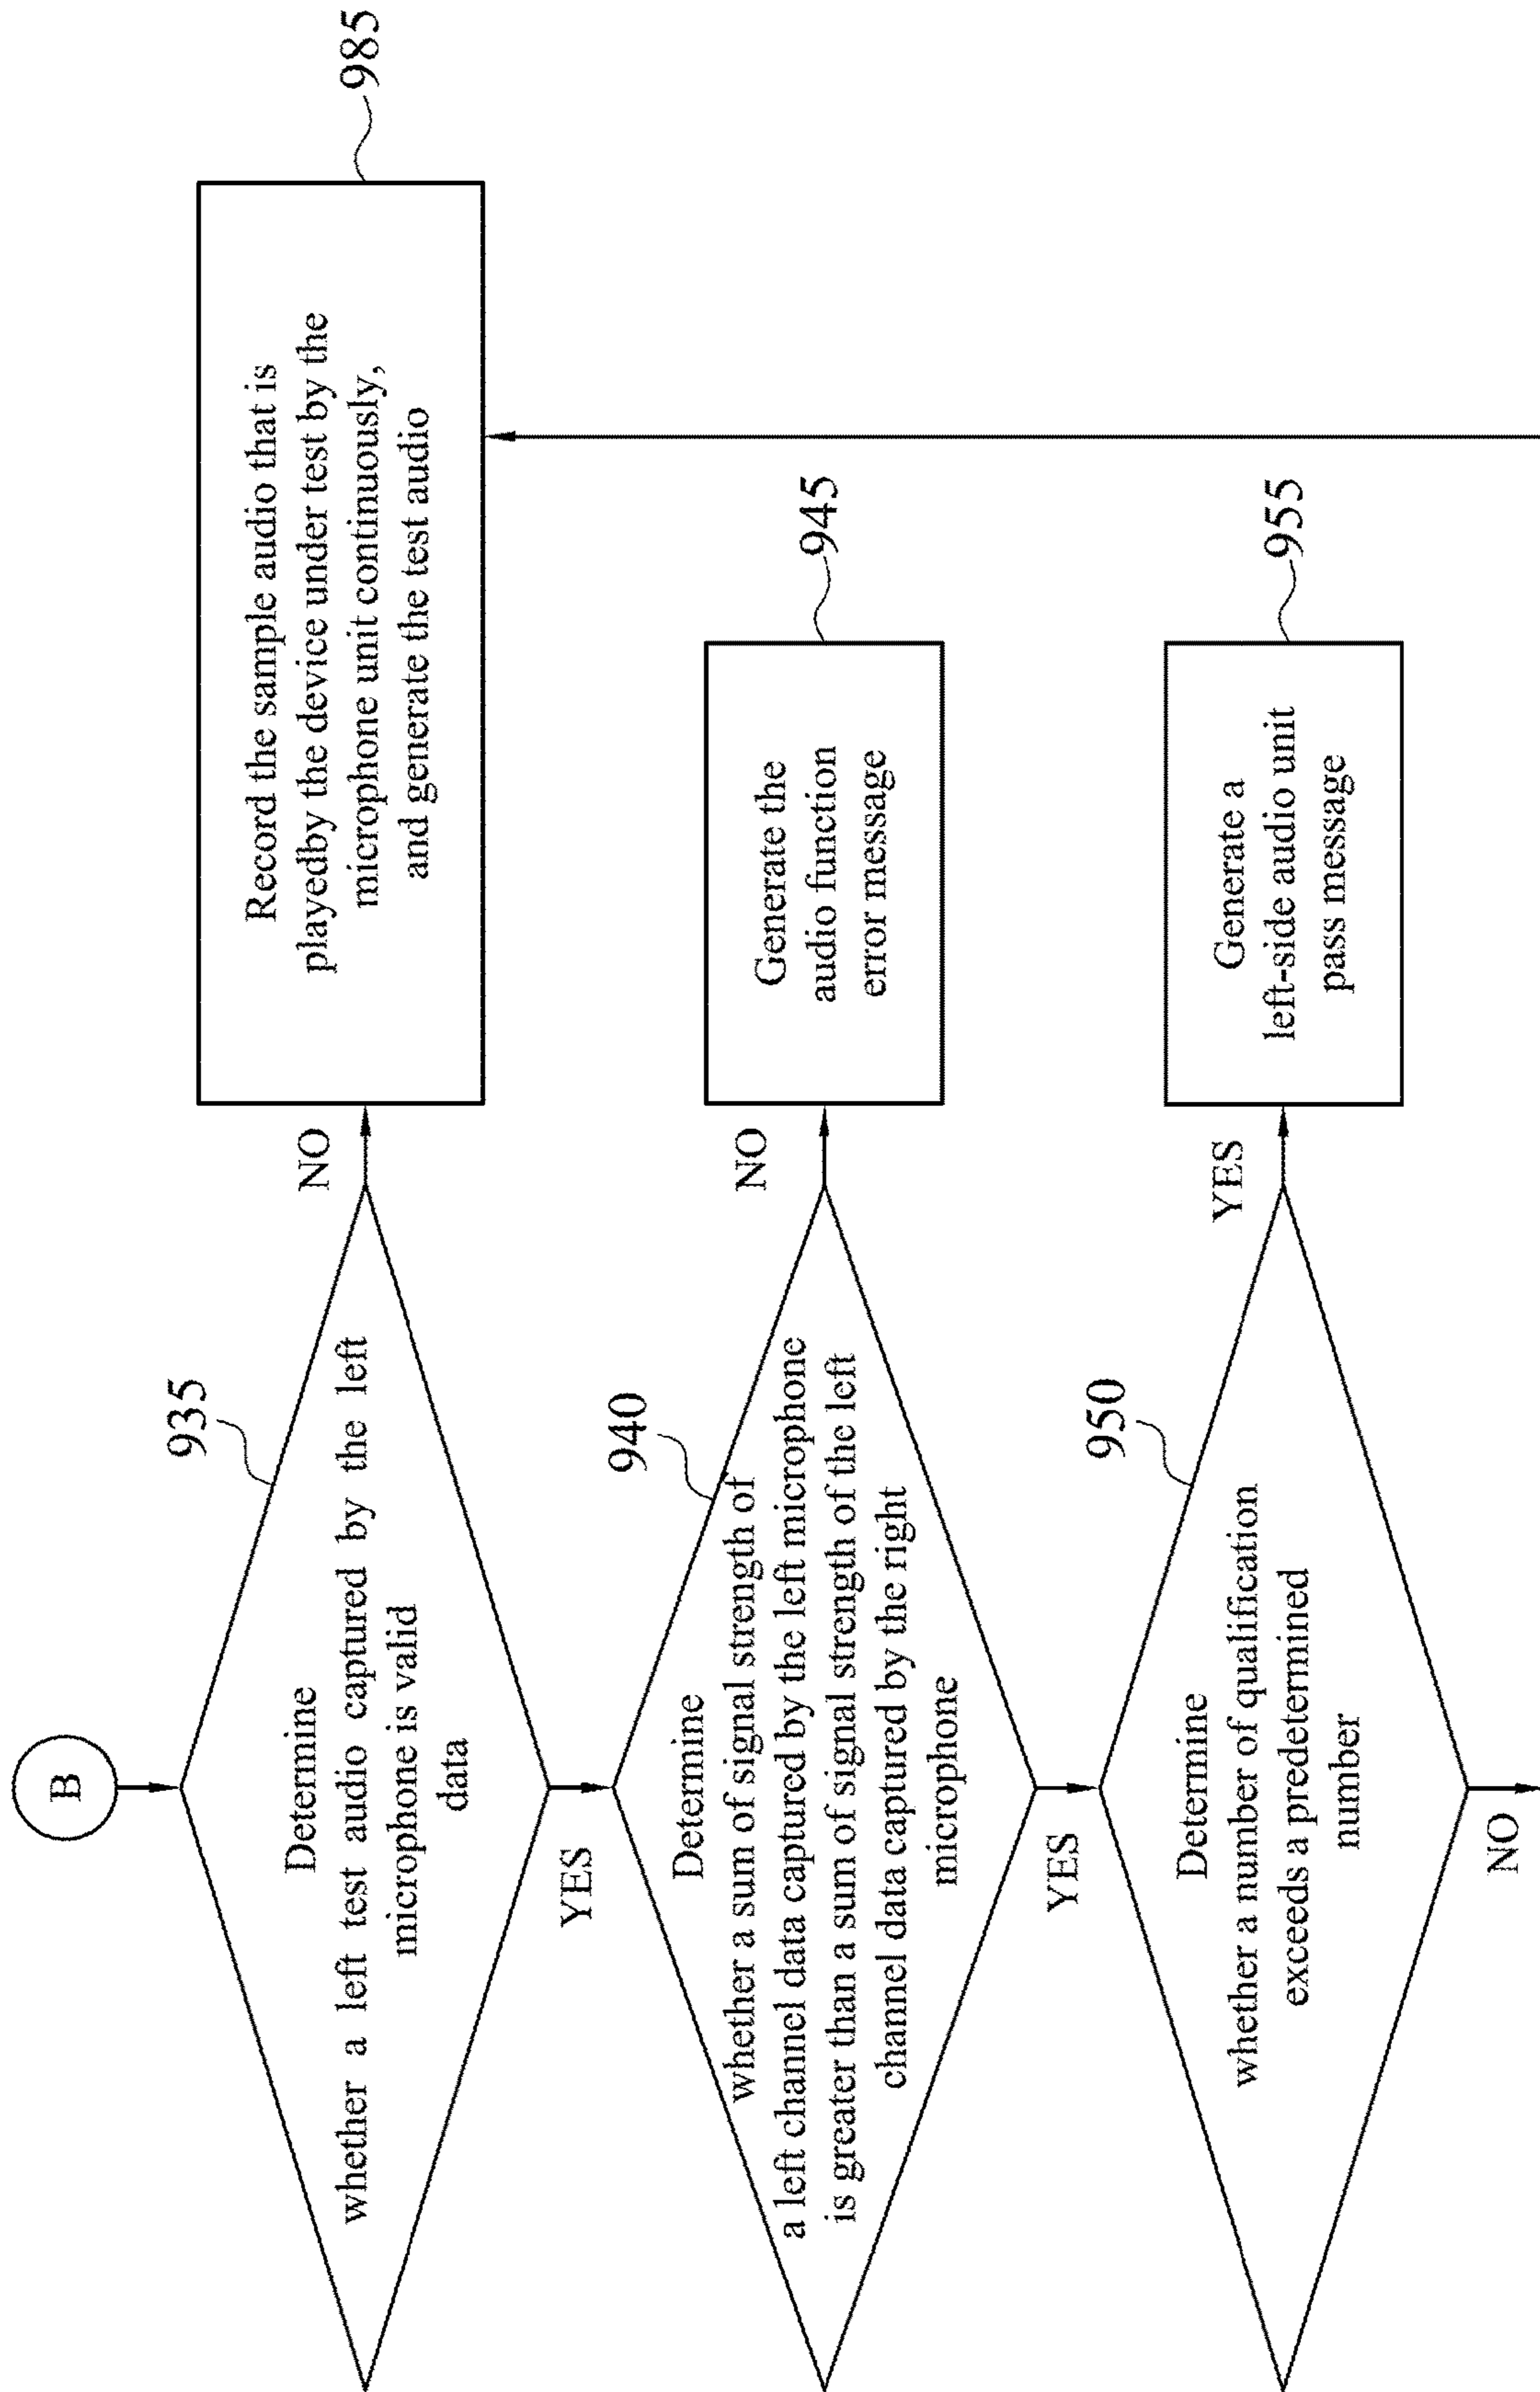 B
935
Determine
whether a left test audio captured by the left
microphone is valid
data
NO
985
Record the sample audio that is
playedby the device under test by the
microphone unit continuously,
and generate the test audio
YES
940
Determine
whether a sum of signal strength of
a left channel data captured by the left microphone
is greater than a sum of signal strength of the left
channel data captured by the right
microphone
NO
945
Generate the
audio function
error message
YES
950
Determine
whether a number of qualification
exceeds a predetermined
number
YES
955
Generate a
left-side audio unit
pass message
NO